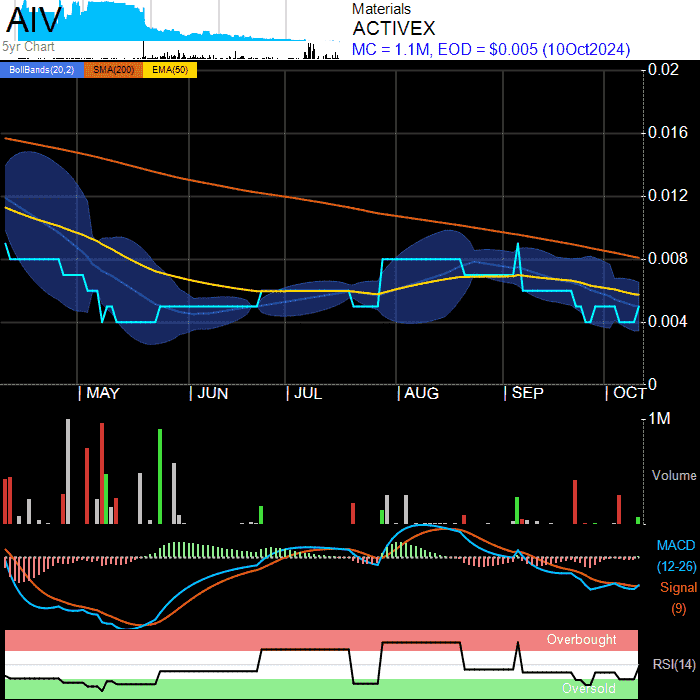 AIV
5yr Chart
Materials
ACTIVEX
MC = 1.1M, EOD = $0.005 (10Oct2024)
BollBands(20,2) SMA(200) EMA(50)
0.02
0.016
0.012
0.008
0.004
0
| MAY | JUN | JUL | AUG | SEP | OCT
1M
Volume
MACD
(12-26)
Signal
(9)
Overbought
RSI(14)
Oversold